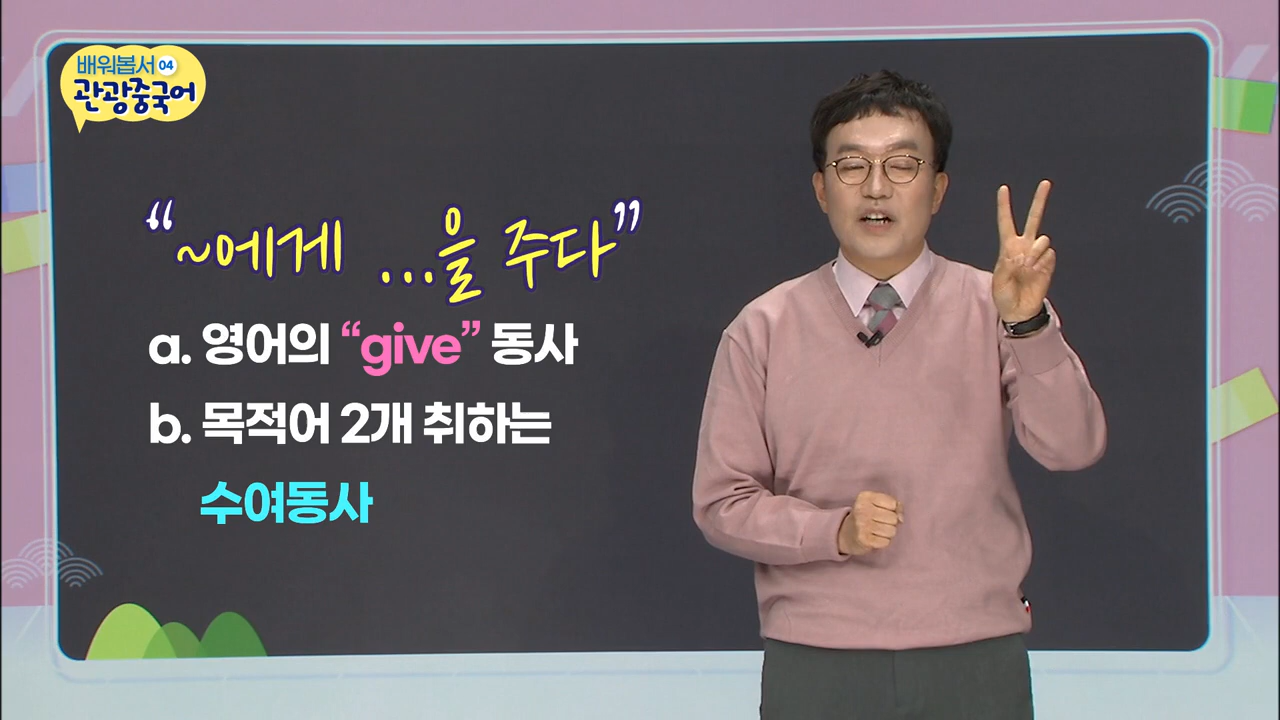 배워봅서 04
관광중국어
“~에게 ...을 주다”
a. 영어의 “give” 동사
b. 목적어 2개 취하는
수여동사